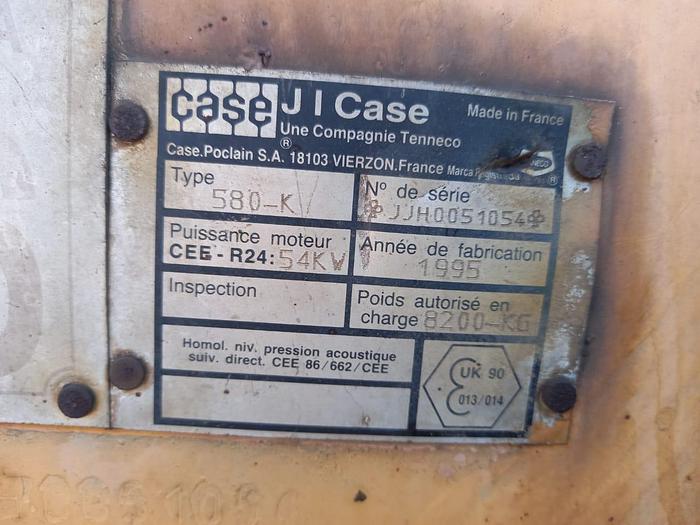 case
J I Case
Made in France
Une Compagnie Tenneco
®
Case.Poclain S.A. 18103 VIERZON.France Marca
®
Type
580-K
N° de série
JJH0051054
Puissance moteur
CEE - R24: 54KW
Année de fabrication
1995
Inspection
Poids autorisé en
charge 8200-KG
Homol. niv. pression acoustique
suiv. direct. CEE 86/662/CEE
UK 90
013/014